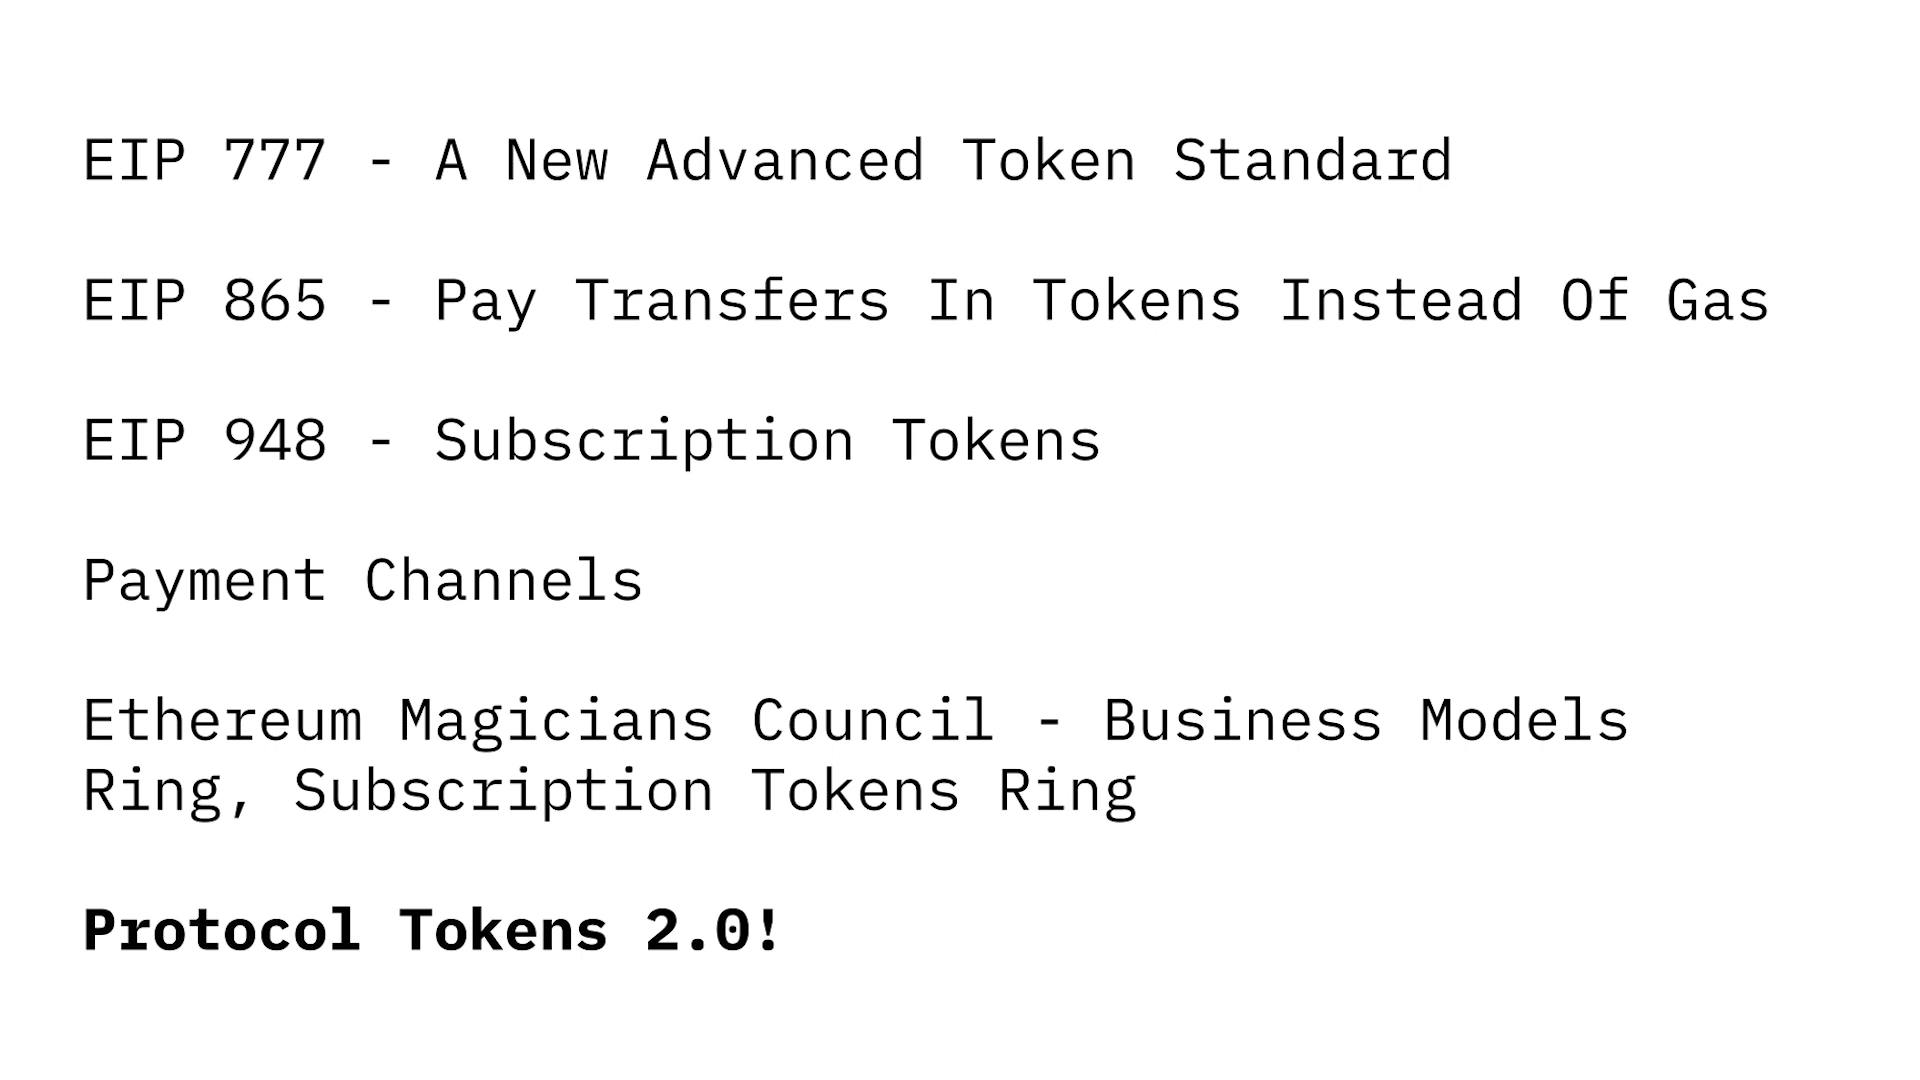 EIP 777 - A New Advanced Token Standard
EIP 865 - Pay Transfers In Tokens Instead Of Gas
EIP 948 - Subscription Tokens
Payment Channels
Ethereum Magicians Council - Business Models
Ring, Subscription Tokens Ring
Protocol Tokens 2.0!